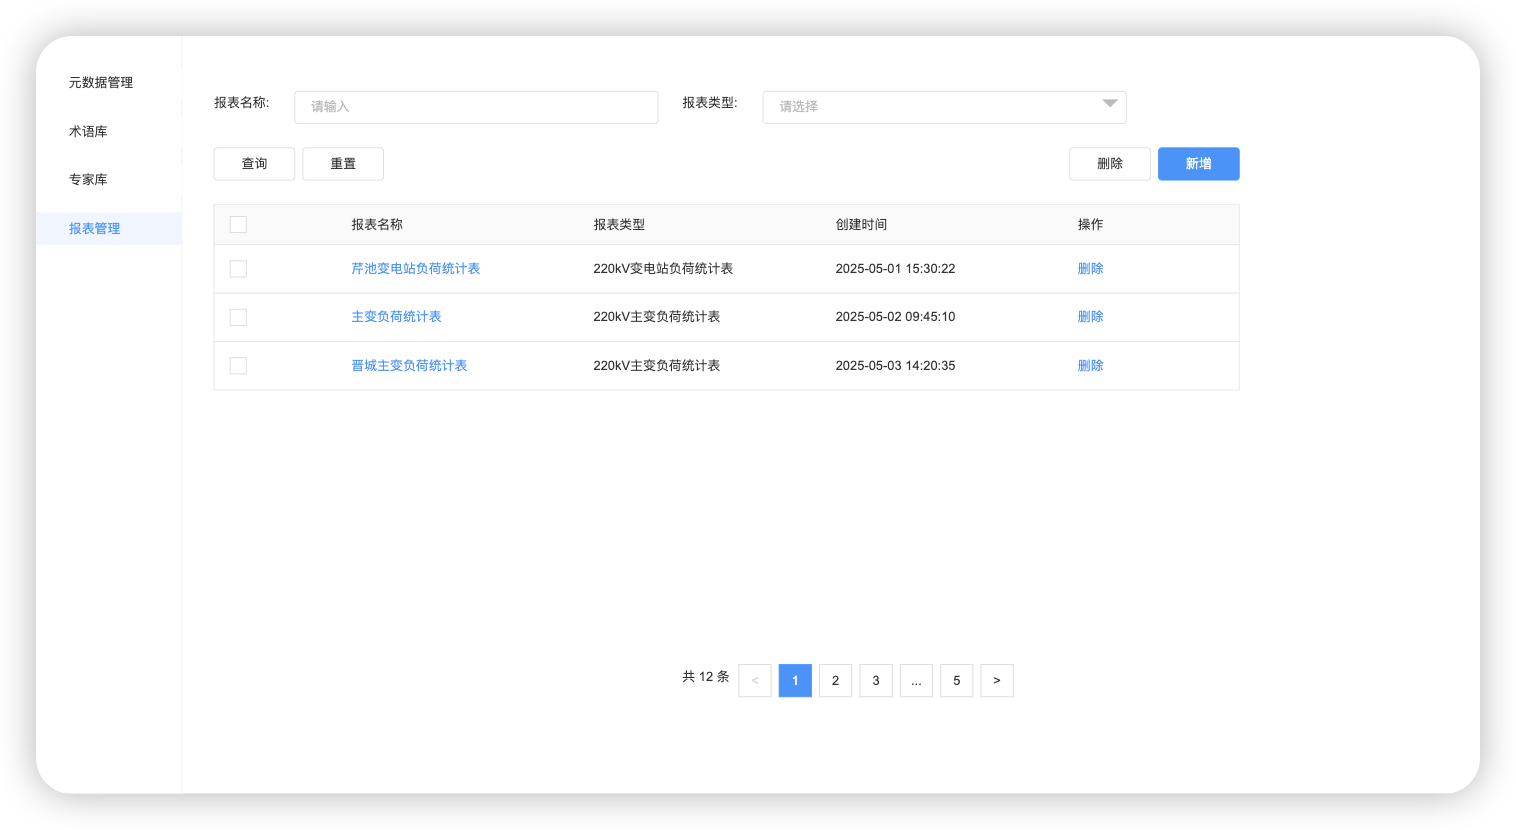 元数据管理
术语库
专家库
报表管理
报表名称: 请输入 报表类型: 请选择
查询 重置 删除 新增
报表名称 报表类型 创建时间 操作
芹池变电站负荷统计表 220kV变电站负荷统计表 2025-05-01 15:30:22 删除
主变负荷统计表 220kV主变负荷统计表 2025-05-02 09:45:10 删除
晋城主变负荷统计表 220kV主变负荷统计表 2025-05-03 14:20:35 删除
共 12 条 < 1 2 3 ... 5 >